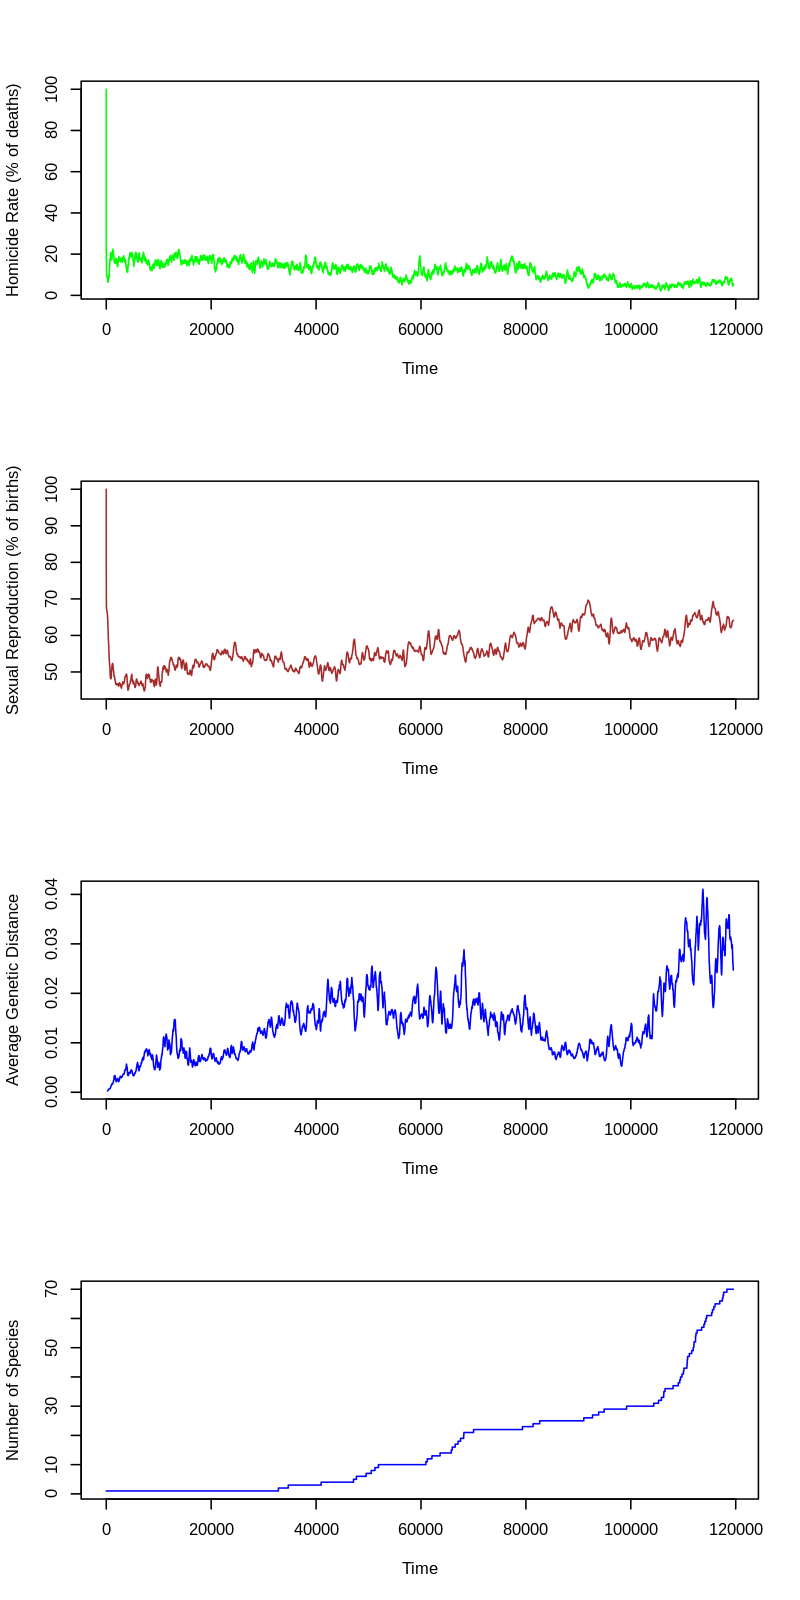 Homicide Rate (% of deaths)
100
80
60
40
20
0
0 20000 40000 60000 80000 100000 120000
Time
Sexual Reproduction (% of births)
100
90
80
70
60
50
0 20000 40000 60000 80000 100000 120000
Time
Average Genetic Distance
0.04
0.03
0.02
0.01
0.00
0 20000 40000 60000 80000 100000 120000
Time
Number of Species
70
50
30
10
0
0 20000 40000 60000 80000 100000 120000
Time